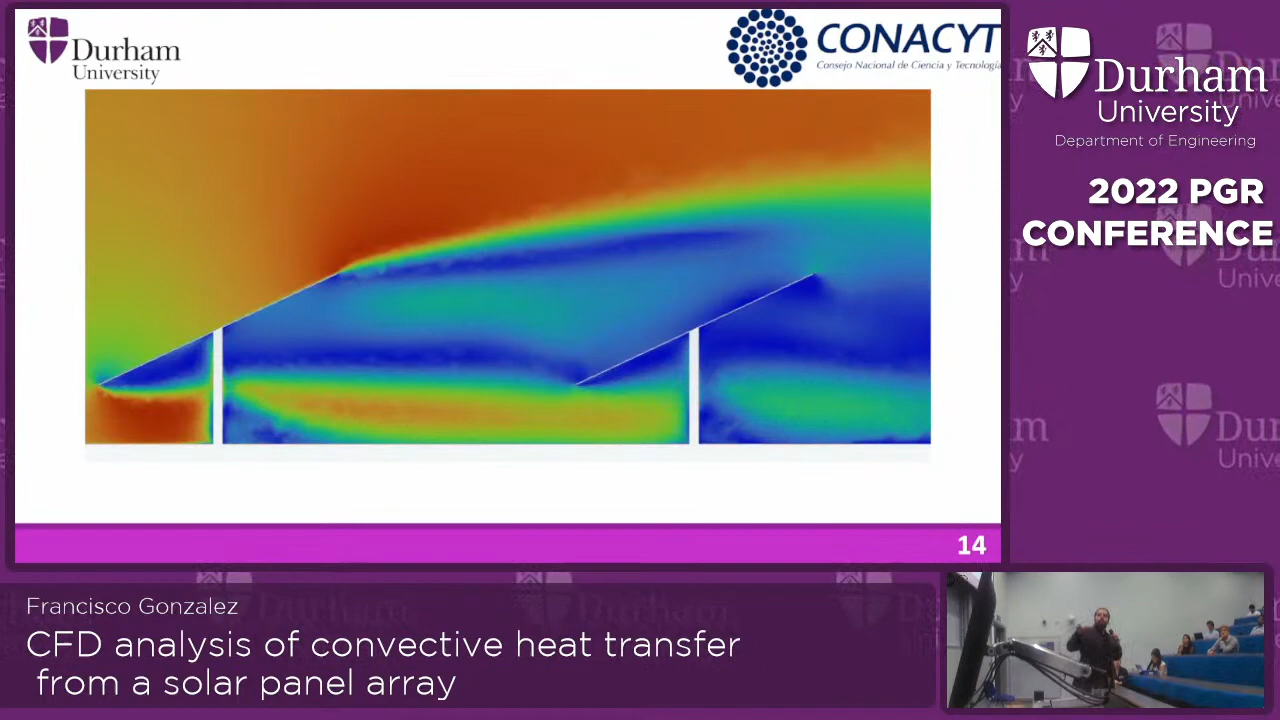 Durham
University
CONACYT
Consejo Nacional de Ciencia y Tecnología
14
Durham
University
Department of Engineering
2022 PGR
CONFERENCE
Francisco Gonzalez
CFD analysis of convective heat transfer
from a solar panel array